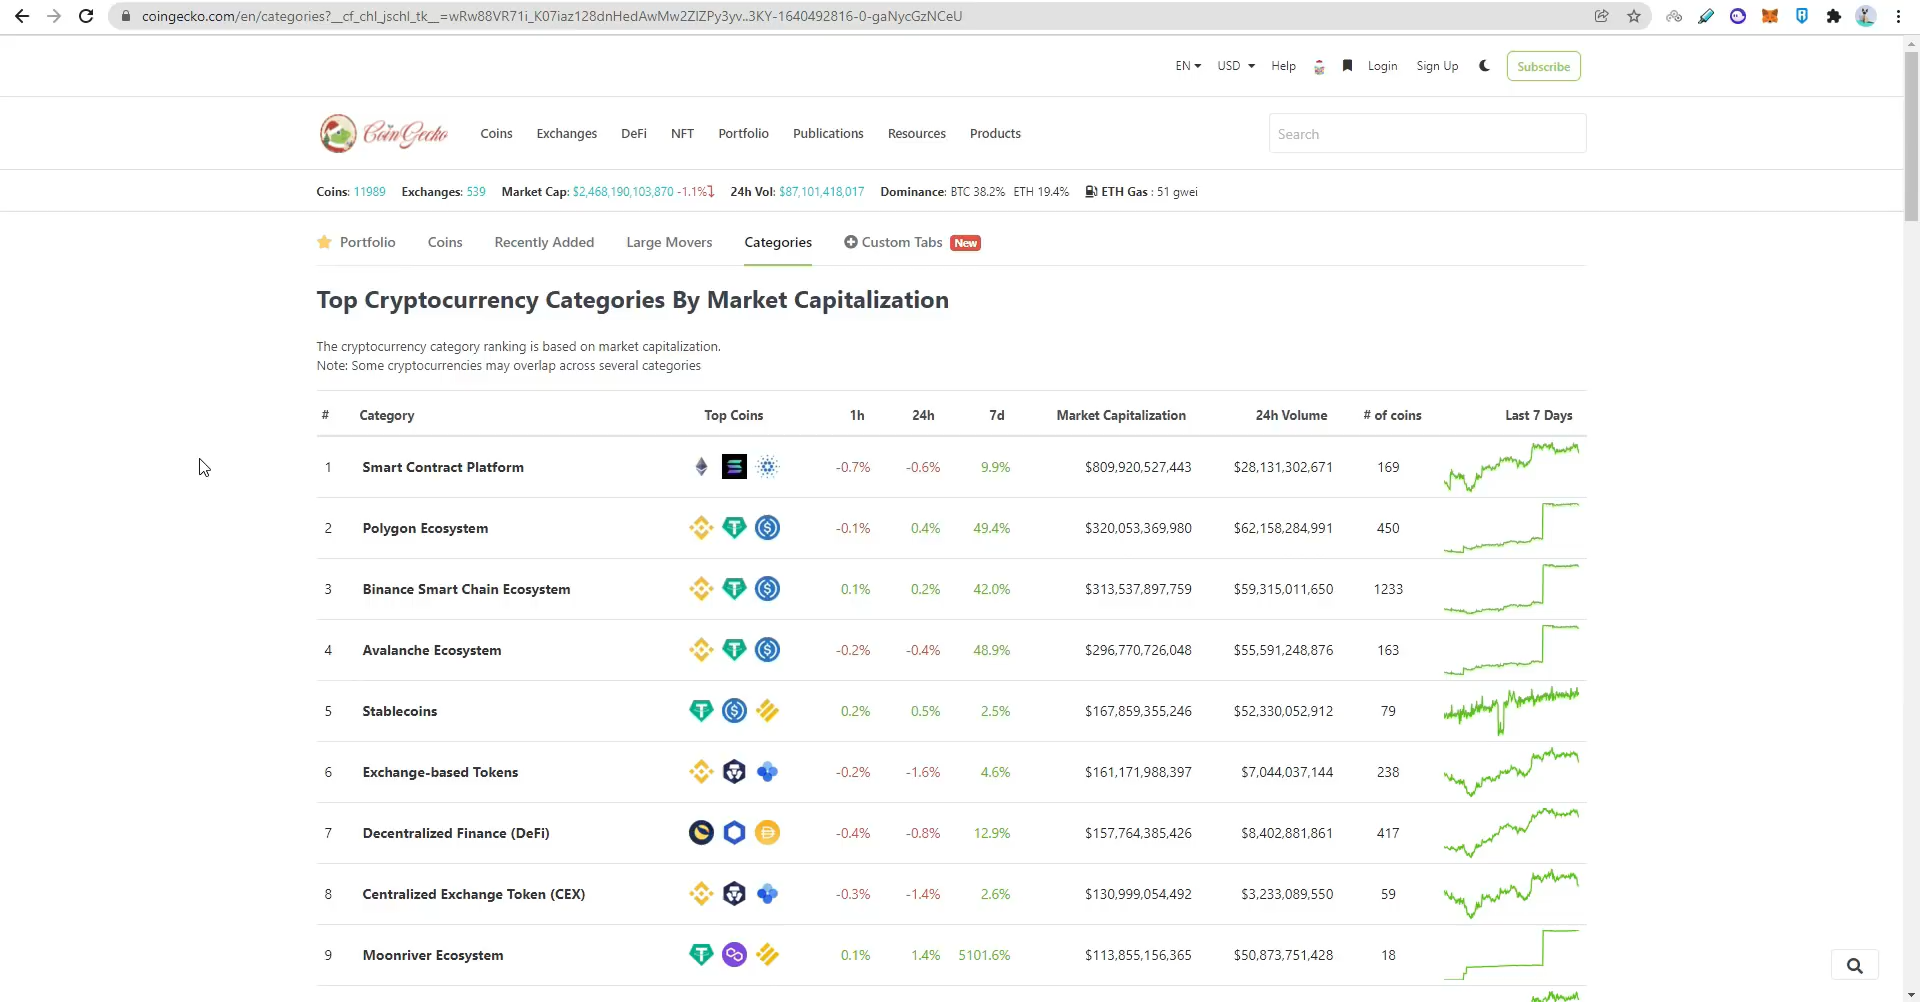 coingecko.com/en/categories?__cf_chl_jschl_tk__=wRw88VR71i_K07iaz128dnHedAwMw2ZIZPy3yv..3KY-1640492816-0-gaNycGzNCeU
EN USD Help Login Sign Up Subscribe
CoinGecko Coins Exchanges DeFi NFT Portfolio Publications Resources Products Search
Coins: 11989 Exchanges: 539 Market Cap: $2,468,190,103,870 -1.1% 24h Vol: $87,101,418,017 Dominance: BTC 38.2% ETH 19.4% ETH Gas : 51 gwei
Portfolio Coins Recently Added Large Movers Categories Custom Tabs New
Top Cryptocurrency Categories By Market Capitalization
The cryptocurrency category ranking is based on market capitalization.
Note: Some cryptocurrencies may overlap across several categories
# Category Top Coins 1h 24h 7d Market Capitalization 24h Volume # of coins Last 7 Days
1 Smart Contract Platform -0.7% -0.6% 9.9% $809,920,527,443 $28,131,302,671 169
2 Polygon Ecosystem -0.1% 0.4% 49.4% $320,053,369,980 $62,158,284,991 450
3 Binance Smart Chain Ecosystem 0.1% 0.2% 42.0% $313,537,897,759 $59,315,011,650 1233
4 Avalanche Ecosystem -0.2% -0.4% 48.9% $296,770,726,048 $55,591,248,876 163
5 Stablecoins 0.2% 0.5% 2.5% $167,859,355,246 $52,330,052,912 79
6 Exchange-based Tokens -0.2% -1.6% 4.6% $161,171,988,397 $7,044,037,144 238
7 Decentralized Finance (DeFi) -0.4% -0.8% 12.9% $157,764,385,426 $8,402,881,861 417
8 Centralized Exchange Token (CEX) -0.3% -1.4% 2.6% $130,999,054,492 $3,233,089,550 59
9 Moonriver Ecosystem 0.1% 1.4% 5101.6% $113,855,156,365 $50,873,751,428 18